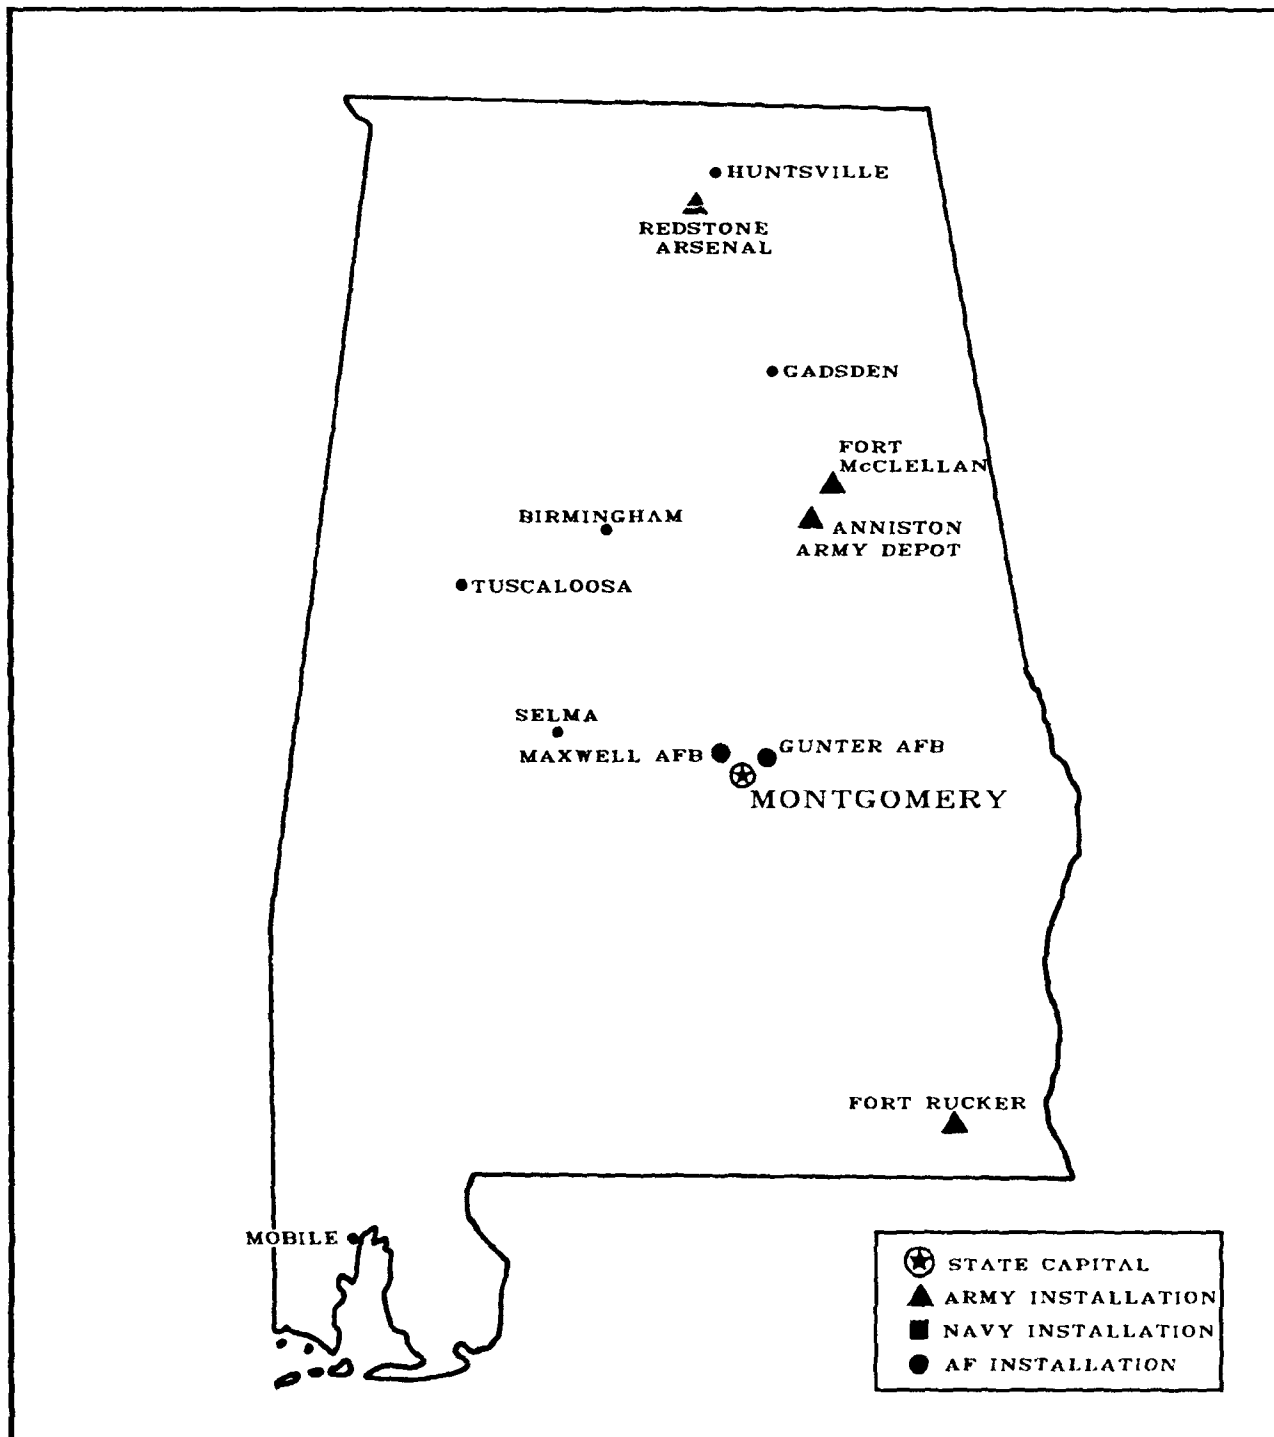 HUNTSVILLE
REDSTONE
ARSENAL
GADSDEN
FORT
McCLELLAN
ANNISTON
ARMY DEPOT
BIRMINGHAM
TUSCALOOSA
SELMA
MAXWELL AFB
GUNTER AFB
MONTGOMERY
FORT RUCKER
MOBILE
STATE CAPITAL
ARMY INSTALLATION
NAVY INSTALLATION
AF INSTALLATION